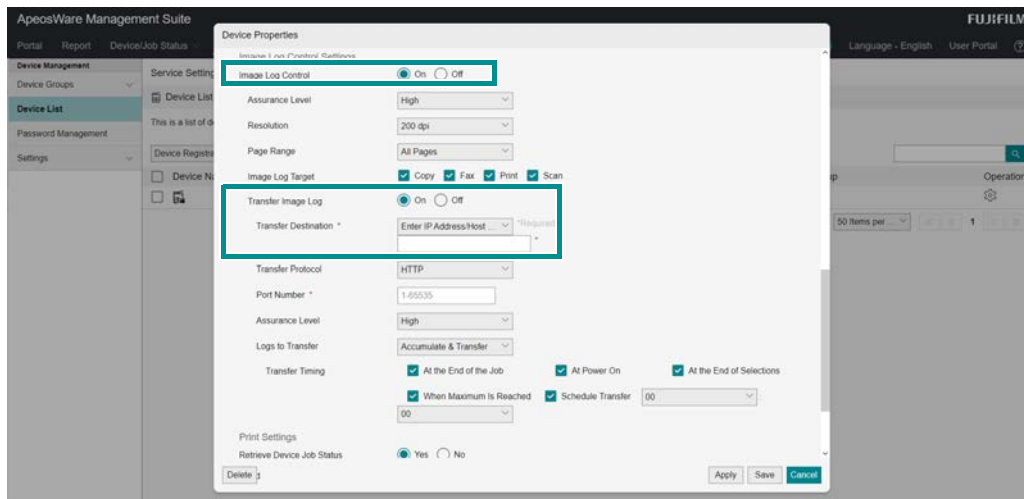 ApeosWare Management Suite
FUJIFILM
Portal Report Device/Job Status
Language - English User Portal
Device Management
Device Groups
Device List
Password Management
Settings
Service Setting
Device List
This is a list of d
Device Registra
Device N
Operation
50 Items per ...
1
Device Properties
Image Log Control Settings
Image Log Control On Off
Assurance Level High
Resolution 200 dpi
Page Range All Pages
Image Log Target Copy Fax Print Scan
Transfer Image Log On Off
Transfer Destination * Enter IP Address/Host ... *Required
*
Transfer Protocol HTTP
Port Number * 1-65535
Assurance Level High
Logs to Transfer Accumulate & Transfer
Transfer Timing At the End of the Job At Power On At the End of Selections
When Maximum Is Reached Schedule Transfer 00
00
Print Settings
Retrieve Device Job Status Yes No
Delete Apply Save Cancel